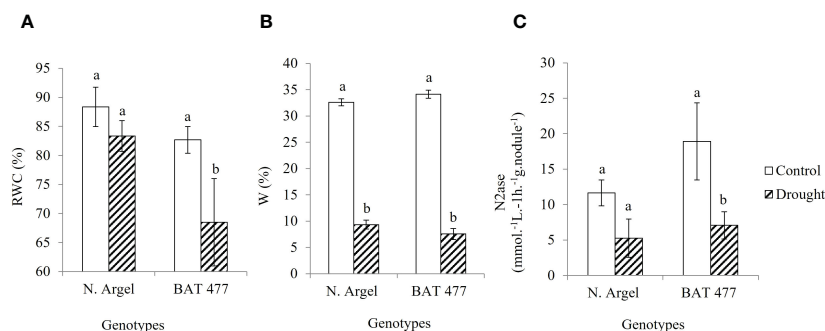 A
B
C
95
90
85
80
75
70
65
60
RWC (%)
a
a
a
b
N. Argel
BAT 477
Genotypes
40
35
30
25
20
15
10
5
0
W (%)
a
b
a
b
N. Argel
BAT 477
Genotypes
30
25
20
15
10
5
0
N2ase
(mmol.⁻¹L.-1h.⁻¹g.nodule⁻¹)
a
a
a
b
N. Argel
BAT 477
Genotypes
Control
Drought